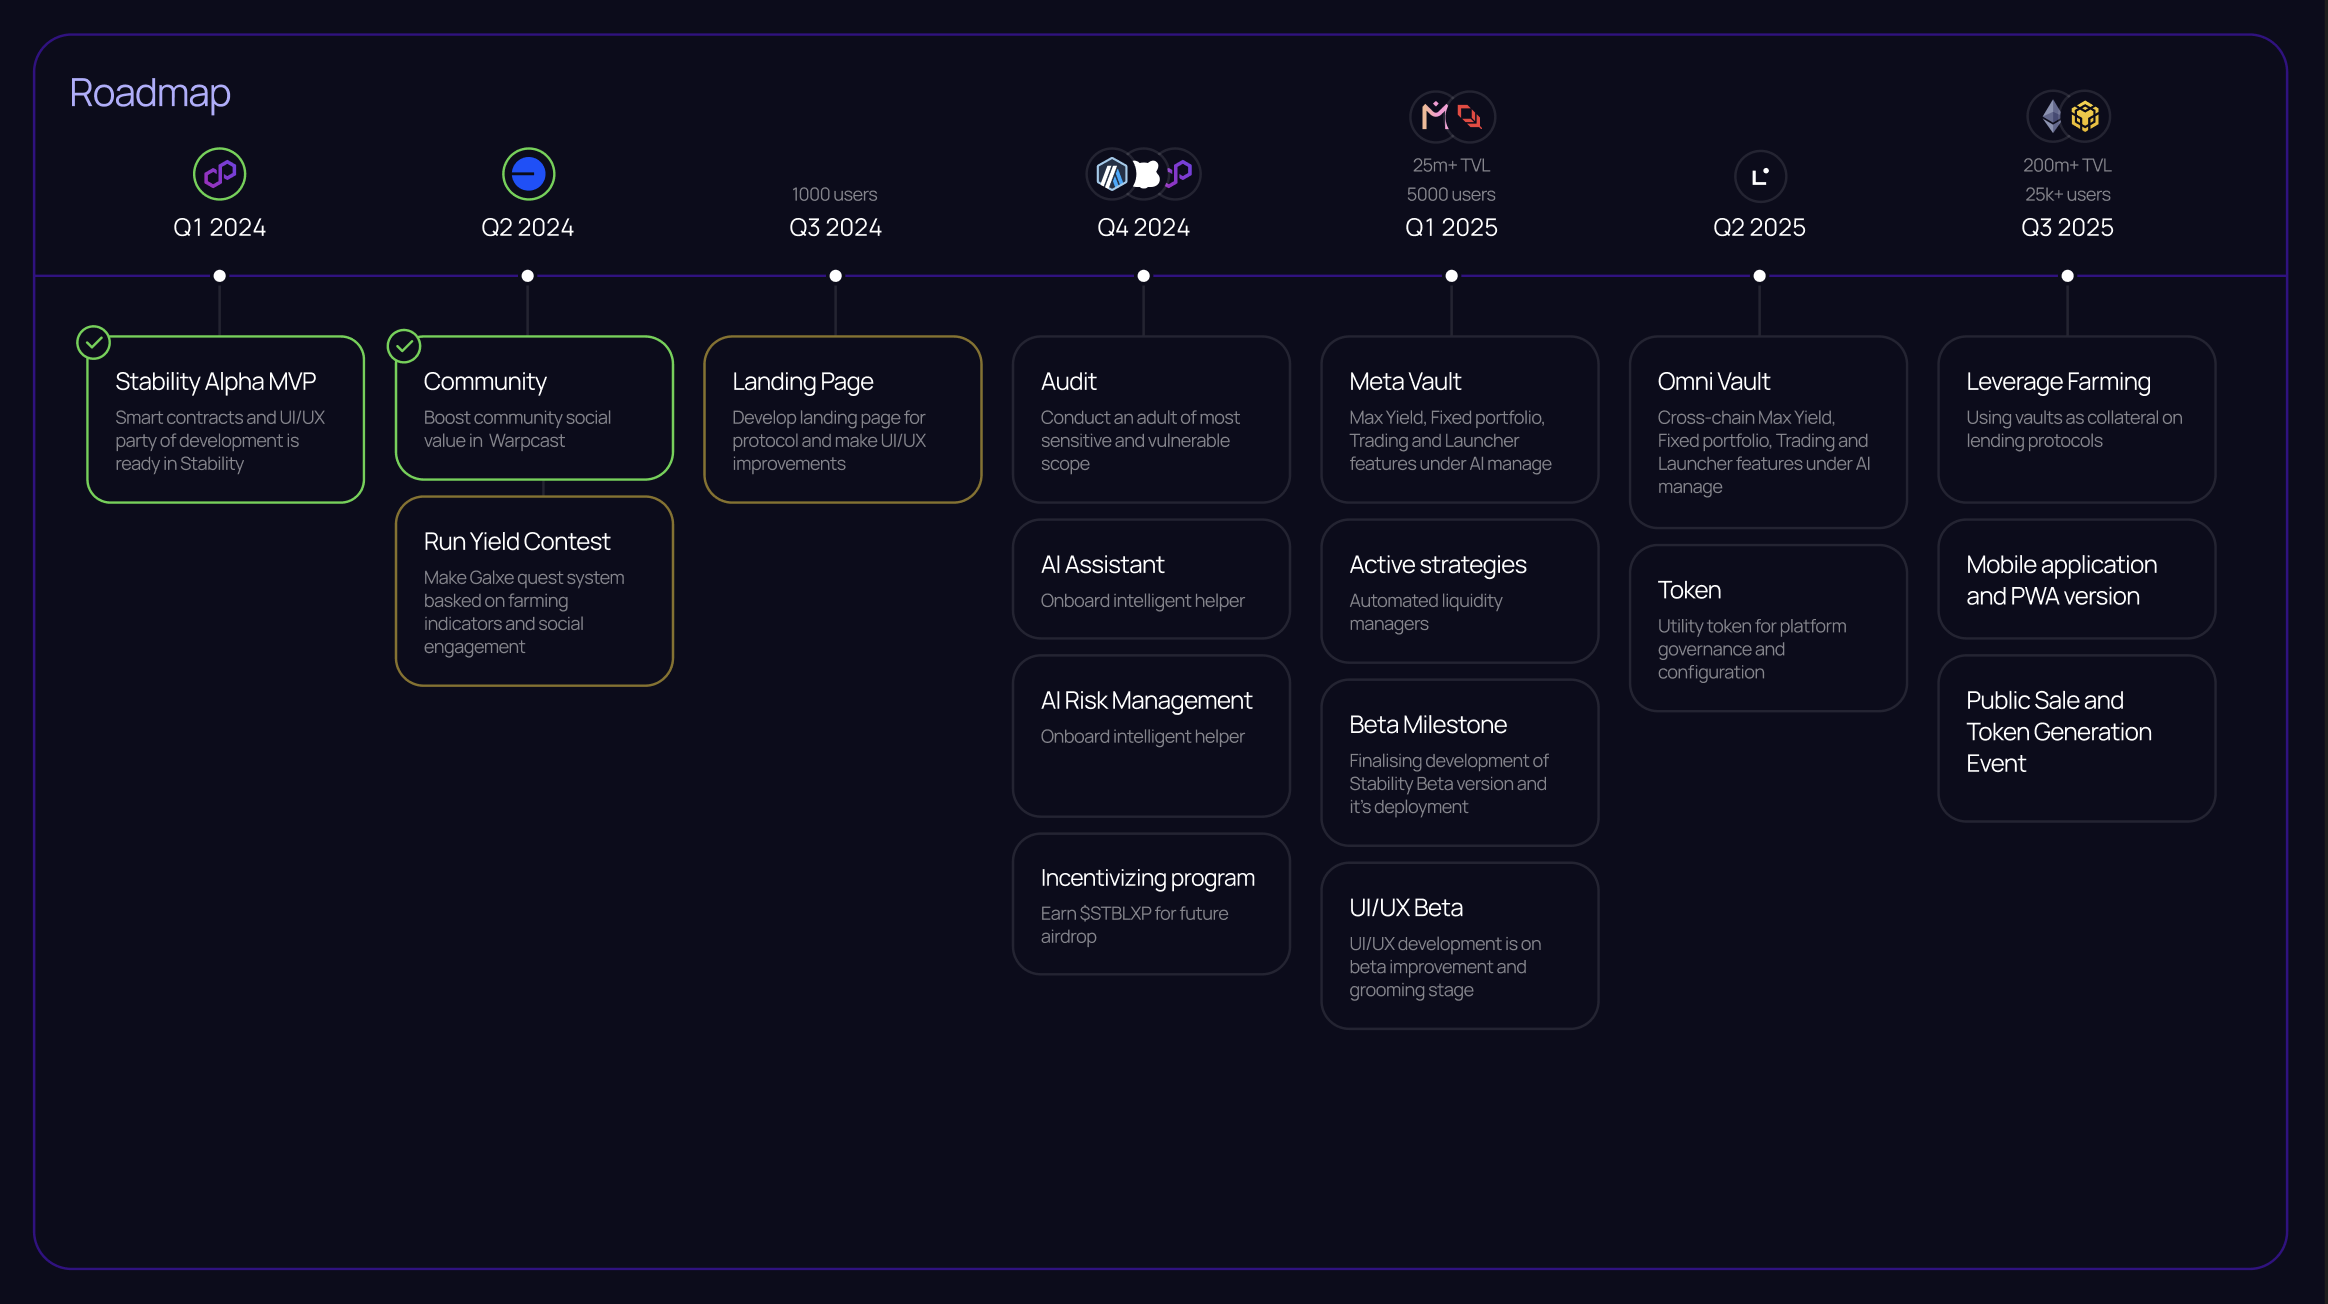 Roadmap
Q1 2024
Q2 2024
1000 users
Q3 2024
Q4 2024
25m+ TVL
5000 users
Q1 2025
Q2 2025
200m+ TVL
25k+ users
Q3 2025
Stability Alpha MVP
Smart contracts and UI/UX
party of development is
ready in Stability
Community
Boost community social
value in Warpcast
Run Yield Contest
Make Galxe quest system
basked on farming
indicators and social
engagement
Landing Page
Develop landing page for
protocol and make UI/UX
improvements
Audit
Conduct an adult of most
sensitive and vulnerable
scope
AI Assistant
Onboard intelligent helper
AI Risk Management
Onboard intelligent helper
Incentivizing program
Earn $STBLXP for future
airdrop
Meta Vault
Max Yield, Fixed portfolio,
Trading and Launcher
features under AI manage
Active strategies
Automated liquidity
managers
Beta Milestone
Finalising development of
Stability Beta version and
it's deployment
UI/UX Beta
UI/UX development is on
beta improvement and
grooming stage
Omni Vault
Cross-chain Max Yield,
Fixed portfolio, Trading and
Launcher features under AI
manage
Token
Utility token for platform
governance and
configuration
Leverage Farming
Using vaults as collateral on
lending protocols
Mobile application
and PWA version
Public Sale and
Token Generation
Event